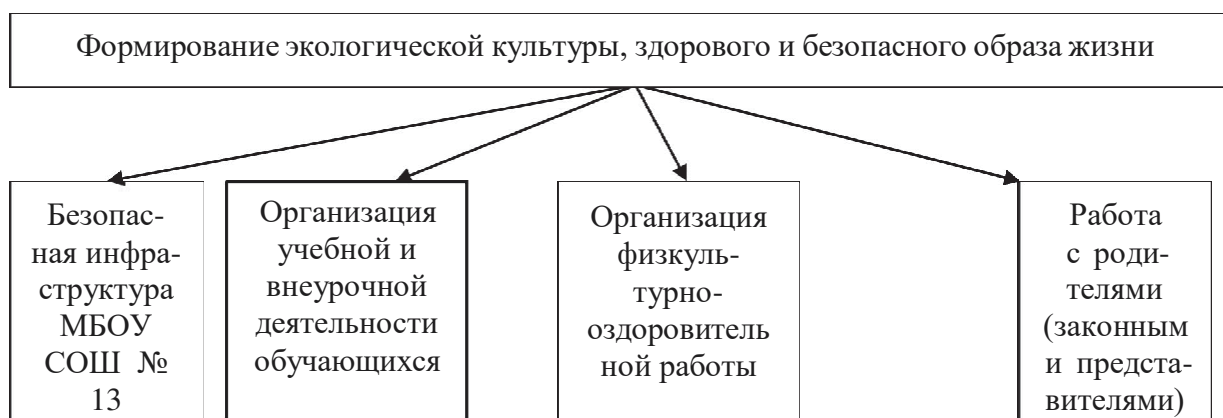 Формирование экологической культуры, здорового и безопасного образа жизни
Безопас-
ная инфра-
структура
МБОУ
СОШ №
13
Организация
учебной и
внеурочной
деятельности
обучающихся
Организация
физкуль-
турно-
оздоровитель
ной работы
Работа
с роди-
телями
(законным
и предста-
вителями)